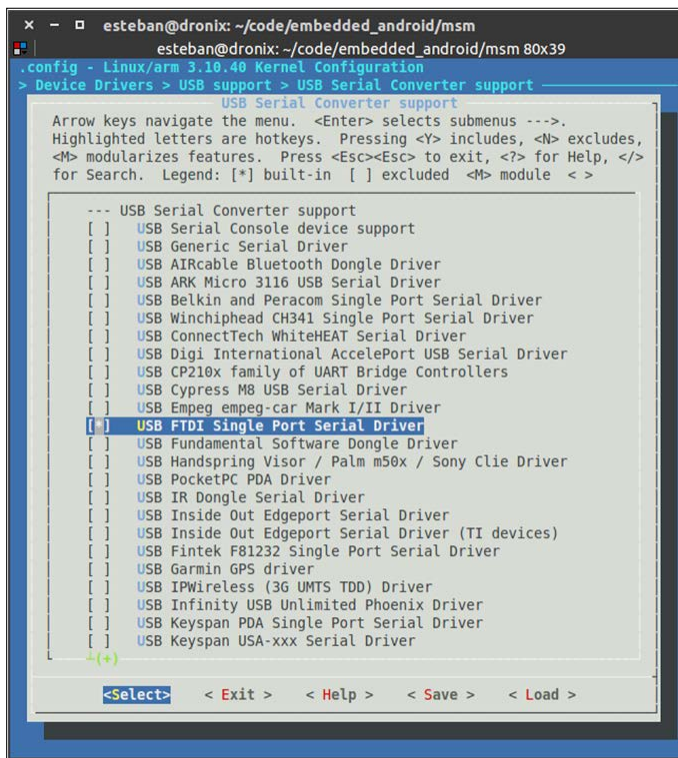 esteban@dronix: ~/code/embedded_android/msm
esteban@dronix: ~/code/embedded_android/msm 80x39
.config - Linux/arm 3.10.40 Kernel Configuration
> Device Drivers > USB support > USB Serial Converter support
USB Serial Converter support
Arrow keys navigate the menu. <Enter> selects submenus --->.
Highlighted letters are hotkeys. Pressing <Y> includes, <N> excludes,
<M> modularizes features. Press <Esc><Esc> to exit, <?> for Help, </>
for Search. Legend: [*] built-in [ ] excluded <M> module < >
--- USB Serial Converter support
[ ] USB Serial Console device support
[ ] USB Generic Serial Driver
[ ] USB AIRcable Bluetooth Dongle Driver
[ ] USB ARK Micro 3116 USB Serial Driver
[ ] USB Belkin and Peracom Single Port Serial Driver
[ ] USB Winchiphead CH341 Single Port Serial Driver
[ ] USB ConnectTech WhiteHEAT Serial Driver
[ ] USB Digi International AccelePort USB Serial Driver
[ ] USB CP210x family of UART Bridge Controllers
[ ] USB Cypress M8 USB Serial Driver
[ ] USB Empeg empeg-car Mark I/II Driver
[*] USB FTDI Single Port Serial Driver
[ ] USB Fundamental Software Dongle Driver
[ ] USB Handspring Visor / Palm m50x / Sony Clie Driver
[ ] USB PocketPC PDA Driver
[ ] USB IR Dongle Serial Driver
[ ] USB Inside Out Edgeport Serial Driver
[ ] USB Inside Out Edgeport Serial Driver (TI devices)
[ ] USB Fintek F81232 Single Port Serial Driver
[ ] USB Garmin GPS driver
[ ] USB IPWireless (3G UMTS TDD) Driver
[ ] USB Infinity USB Unlimited Phoenix Driver
[ ] USB Keyspan PDA Single Port Serial Driver
[ ] USB Keyspan USA-xxx Serial Driver
┴(+)
<Select> < Exit > < Help > < Save > < Load >